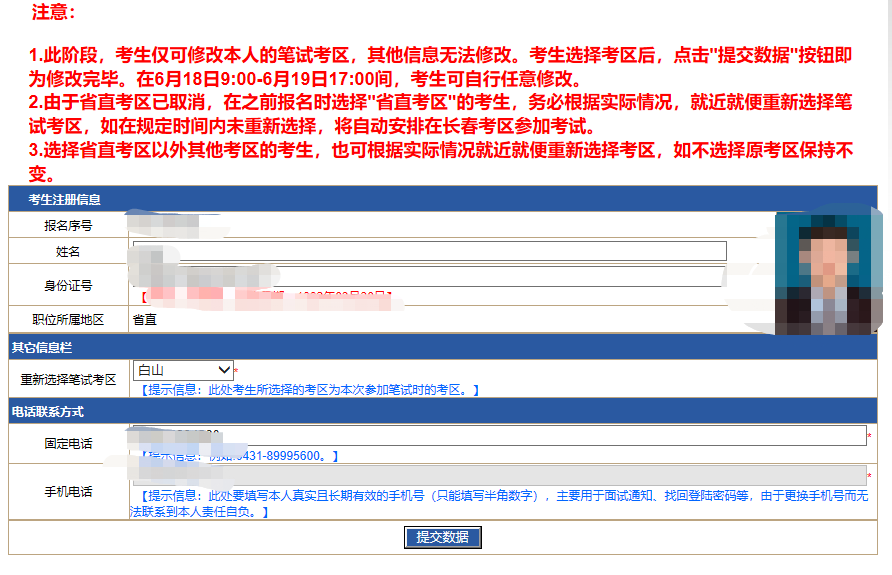 注意：
1.此阶段，考生仅可修改本人的笔试考区，其他信息无法修改。考生选择考区后，点击"提交数据"按钮即
为修改完毕。在6月18日9:00-6月19日17:00间，考生可自行任意修改。
2.由于省直考区已取消，在之前报名时选择"省直考区"的考生，务必根据实际情况，就近就便重新选择笔
试考区，如在规定时间内未重新选择，将自动安排在长春考区参加考试。
3.选择省直考区以外其他考区的考生，也可根据实际情况就近就便重新选择考区，如不选择原考区保持不
变。
考生注册信息
报名序号
姓名
身份证号
【
职位所属地区 省直
其它信息栏
重新选择笔试考区 白山 *
【提示信息：此处考生所选择的考区为本次参加笔试时的考区。】
电话联系方式
固定电话 *
【提示信息：例如:0431-89995600。】
手机电话 *
【提示信息：此处要填写本人真实且长期有效的手机号（只能填写半角数字），主要用于面试通知、找回登陆密码等，由于更换手机号而无
法联系到本人责任自负。】
提交数据